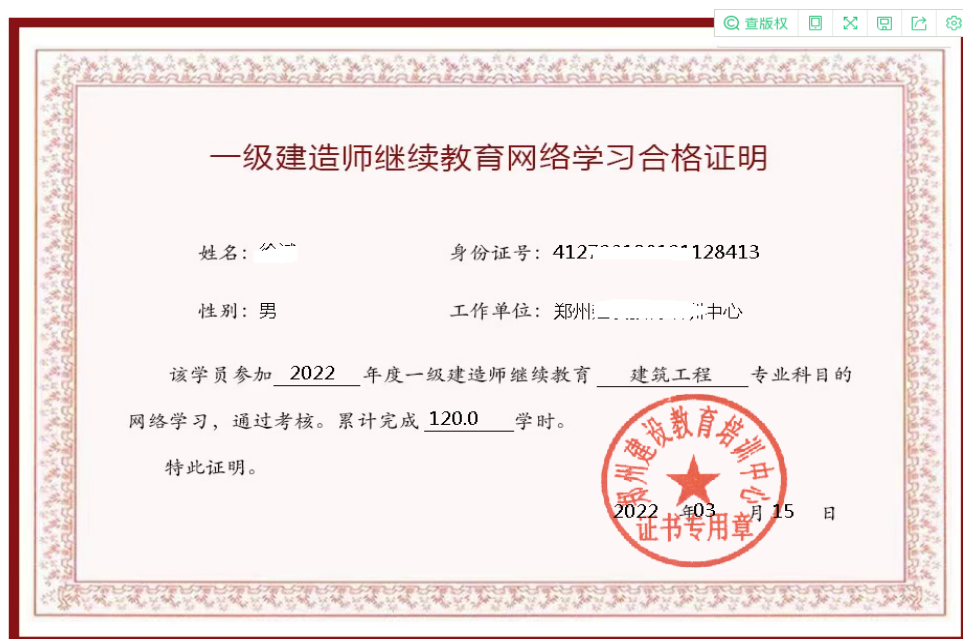 查版权
一级建造师继续教育网络学习合格证明
姓名： 身份证号：412 128413
性别：男 工作单位：郑州 中心
该学员参加 2022 年度一级建造师继续教育 建筑工程 专业科目的
网络学习，通过考核。累计完成 120.0 学时。
特此证明。
郑州建设教育培训中心
2022 年 03 月 15 日
证书专用章